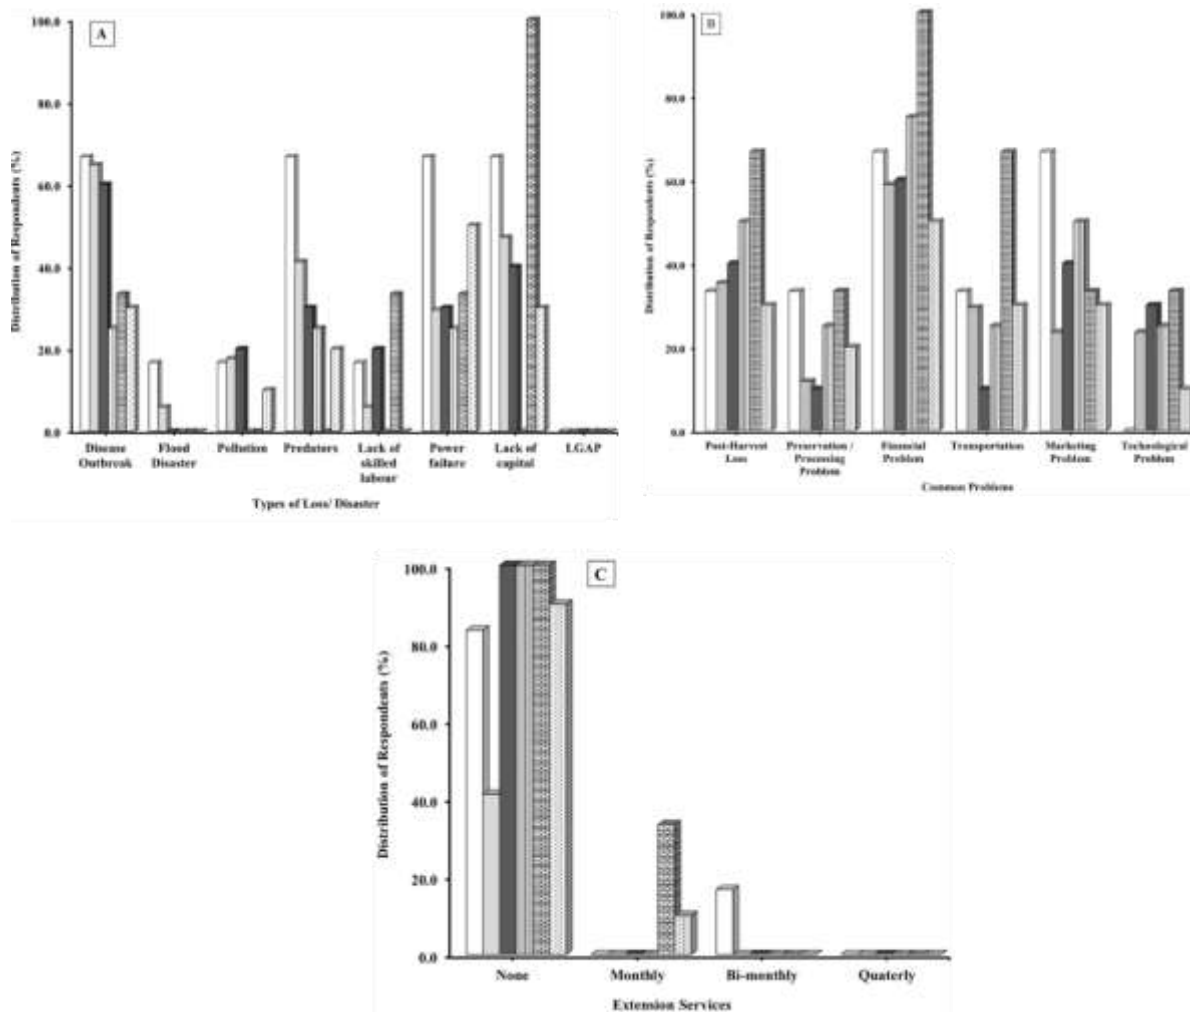 A
100.0
80.0
60.0
40.0
20.0
0.0
Distribution of Respondents (%)
Disease Outbreak
Flood Disaster
Pollution
Predators
Lack of skilled labour
Power failure
Lack of capital
LGAP
Types of Loss/ Disaster
B
100.0
80.0
60.0
40.0
20.0
0.0
Distribution of Respondents (%)
Post-Harvest Loss
Preservation / Processing Problem
Financial Problem
Transportation
Marketing Problem
Technological Problem
Common Problems
C
100.0
80.0
60.0
40.0
20.0
0.0
Distribution of Respondents (%)
None
Monthly
Bi-monthly
Quaterly
Extension Services